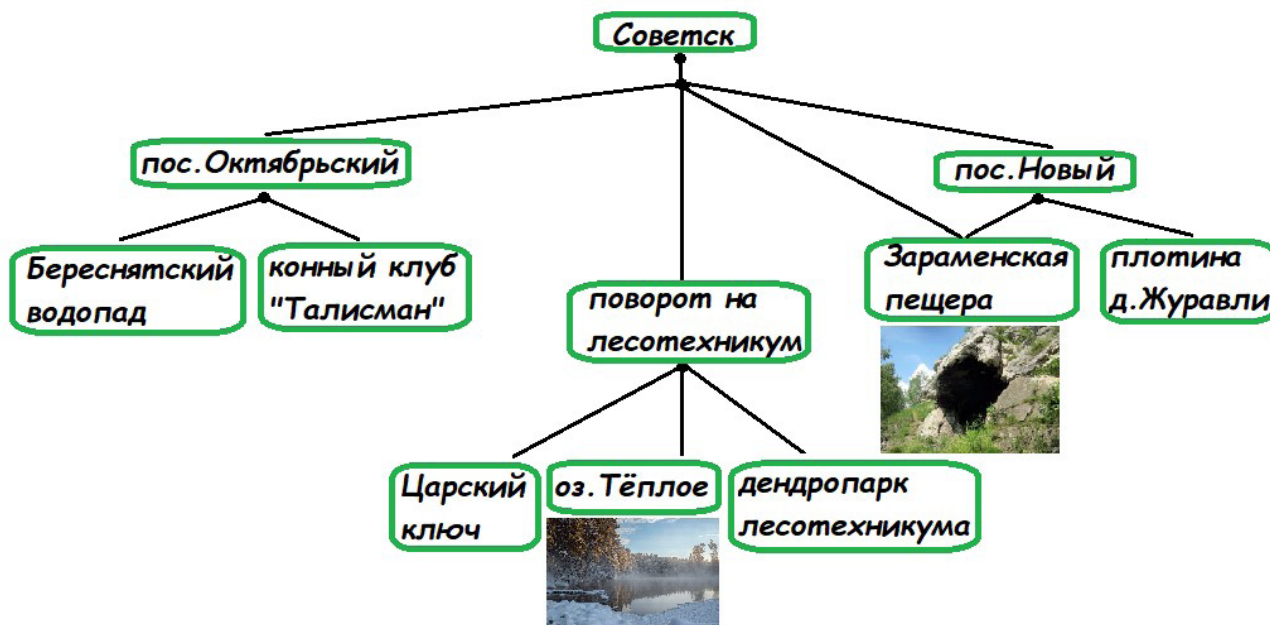 Советск
пос.Октябрьский
пос.Новый
Береснятский
водопад
конный клуб
"Талисман"
поворот на
лесотехникум
Зараменская
пещера
плотина
д.Журавли
Царский
ключ
оз.Тёплое
дендропарк
лесотехникума